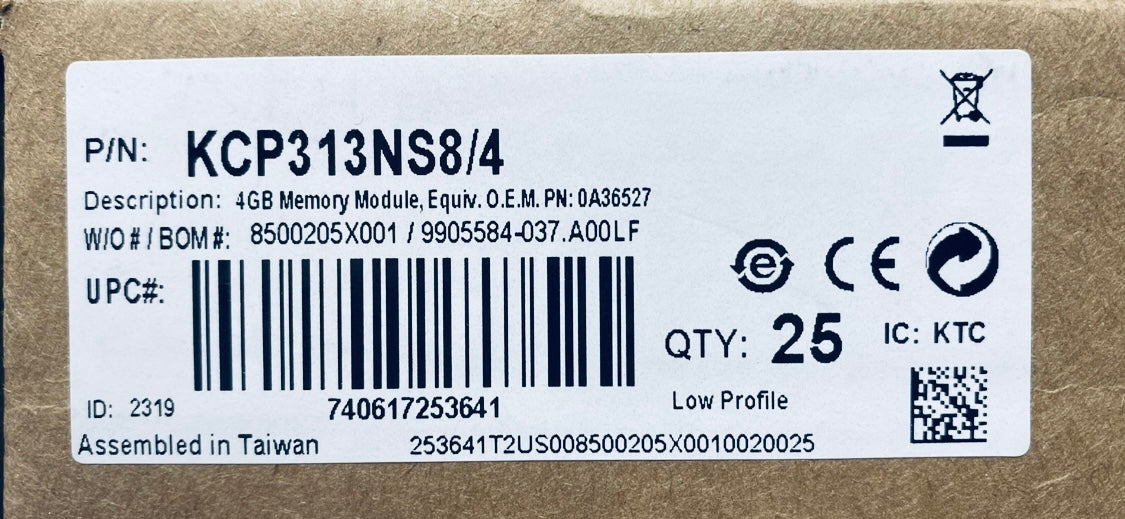 P/N: KCP313NS8/4
Description: 4GB Memory Module, Equiv. O.E.M. PN: 0A36527
W/O# / BOM#: 8500205X001 / 9905584-037.A00LF
UPC#:
e CE
QTY: 25 IC: KTC
ID: 2319 740617253641 Low Profile
Assembled in Taiwan 253641T2US008500205X0010020025